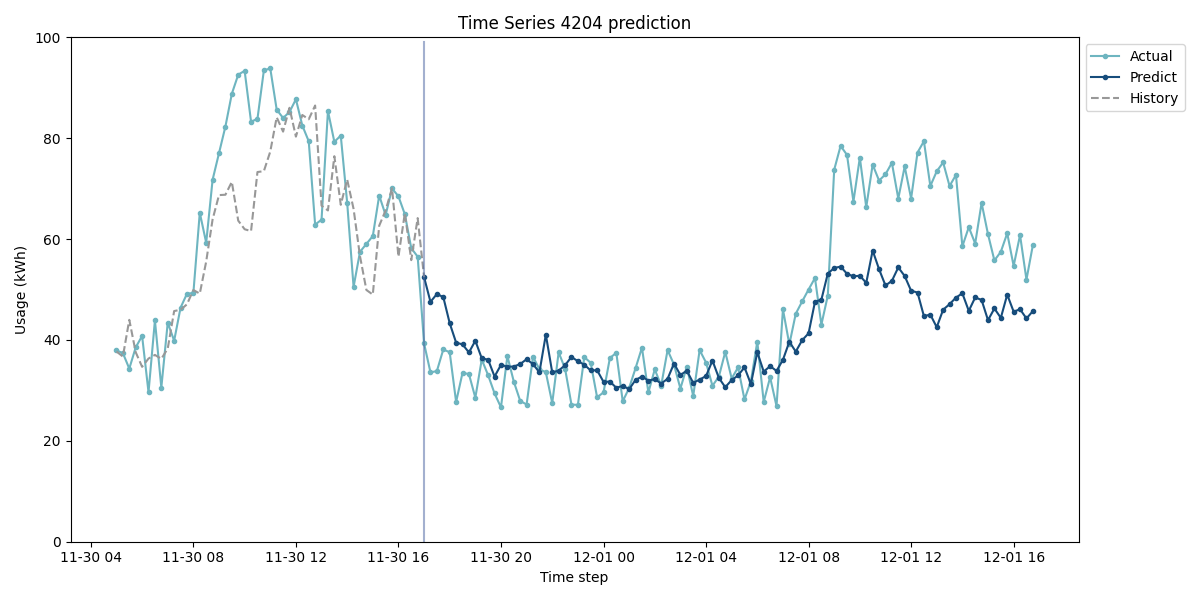 Time Series 4204 prediction
100
80
60
40
20
0
Usage (kWh)
11-30 04
11-30 08
11-30 12
11-30 16
11-30 20
12-01 00
12-01 04
12-01 08
12-01 12
12-01 16
Time step
Actual
Predict
History